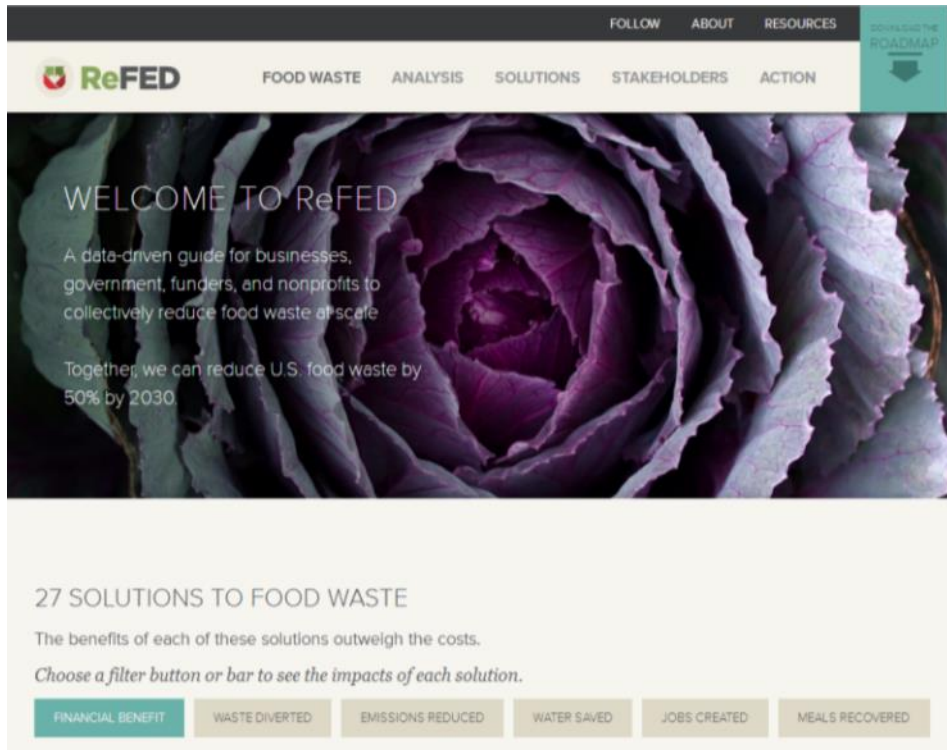 FOLLOW ABOUT RESOURCES
DOWNLOAD THE
ROADMAP
ReFED
FOOD WASTE ANALYSIS SOLUTIONS STAKEHOLDERS ACTION
WELCOME TO ReFED
A data-driven guide for businesses,
government, funders, and nonprofits to
collectively reduce food waste at scale
Together, we can reduce U.S. food waste by
50% by 2030.
27 SOLUTIONS TO FOOD WASTE
The benefits of each of these solutions outweigh the costs.
Choose a filter button or bar to see the impacts of each solution.
FINANCIAL BENEFIT WASTE DIVERTED EMISSIONS REDUCED WATER SAVED JOBS CREATED MEALS RECOVERED